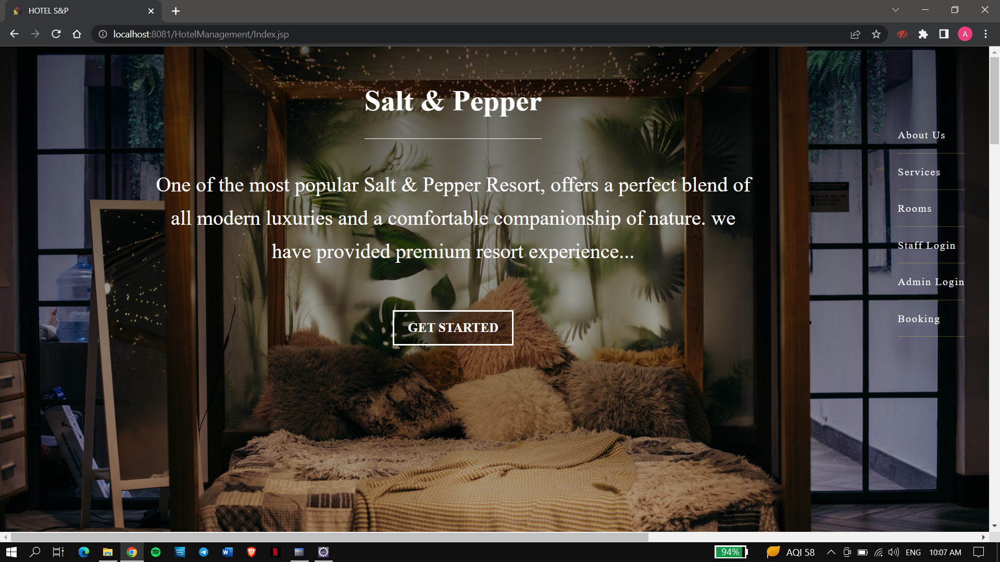 HOTEL S&P
localhost:8081/HotelManagement/Index.jsp
A
Salt & Pepper
One of the most popular Salt & Pepper Resort, offers a perfect blend of
all modern luxuries and a comfortable companionship of nature. we
have provided premium resort experience...
GET STARTED
About Us
Services
Rooms
Staff Login
Admin Login
Booking
94%
AQI 58
ENG
10:07 AM